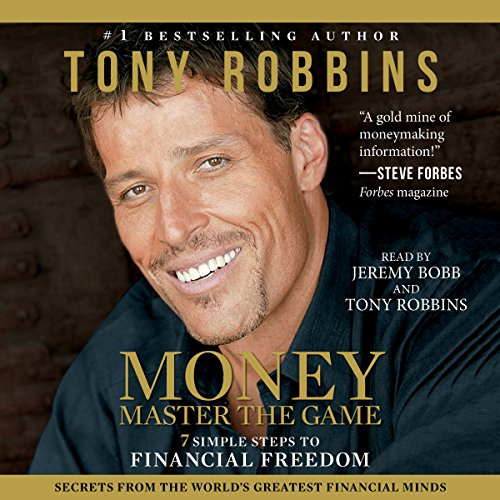 #1 BESTSELLING AUTHOR
TONY ROBBINS
“A gold mine of
moneymaking
information!”
—STEVE FORBES
Forbes magazine
READ BY
JEREMY BOBB
AND
TONY ROBBINS
MONEY
MASTER THE GAME
7 SIMPLE STEPS TO
FINANCIAL FREEDOM
SECRETS FROM THE WORLD'S GREATEST FINANCIAL MINDS